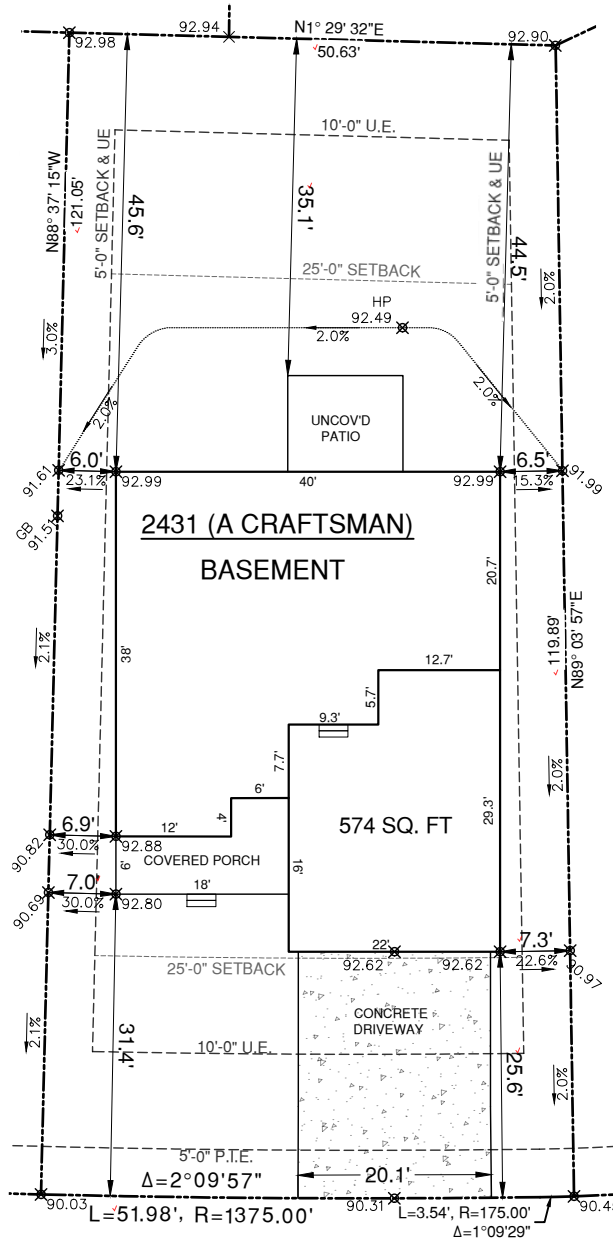 92.98
92.94
N1° 29' 32"E
50.63'
92.90
10'-0" U.E.
N88° 37' 15"W
121.05'
5'-0" SETBACK & UE
45.6'
35.1'
5'-0" SETBACK & UE
44.5'
2.0%
3.0%
25'-0" SETBACK
HP
92.49
2.0%
2.0%
2.0%
UNCOV'D
PATIO
91.61
6.0'
23.1%
92.99
40'
92.99
6.5'
15.3%
91.99
GB
91.51
2431 (A CRAFTSMAN)
BASEMENT
20.7'
2.1%
38'
12.7'
5.7'
9.3'
7.7'
119.89'
N89° 03' 57"E
2.0%
6'
4'
12'
574 SQ. FT
29.3'
90.82
6.9'
30.0%
92.88
COVERED PORCH
6'
16'
90.69
7.0'
30.0%
92.80
18'
22'
92.62
92.62
7.3'
22.6%
90.97
25'-0" SETBACK
CONCRETE
DRIVEWAY
2.1%
31.4'
10'-0" U.E.
25.6'
2.0%
5'-0" P.I.E.
Δ=2°09'57"
20.1'
90.03
L=51.98', R=1375.00'
90.31
L=3.54', R=175.00'
Δ=1°09'29"